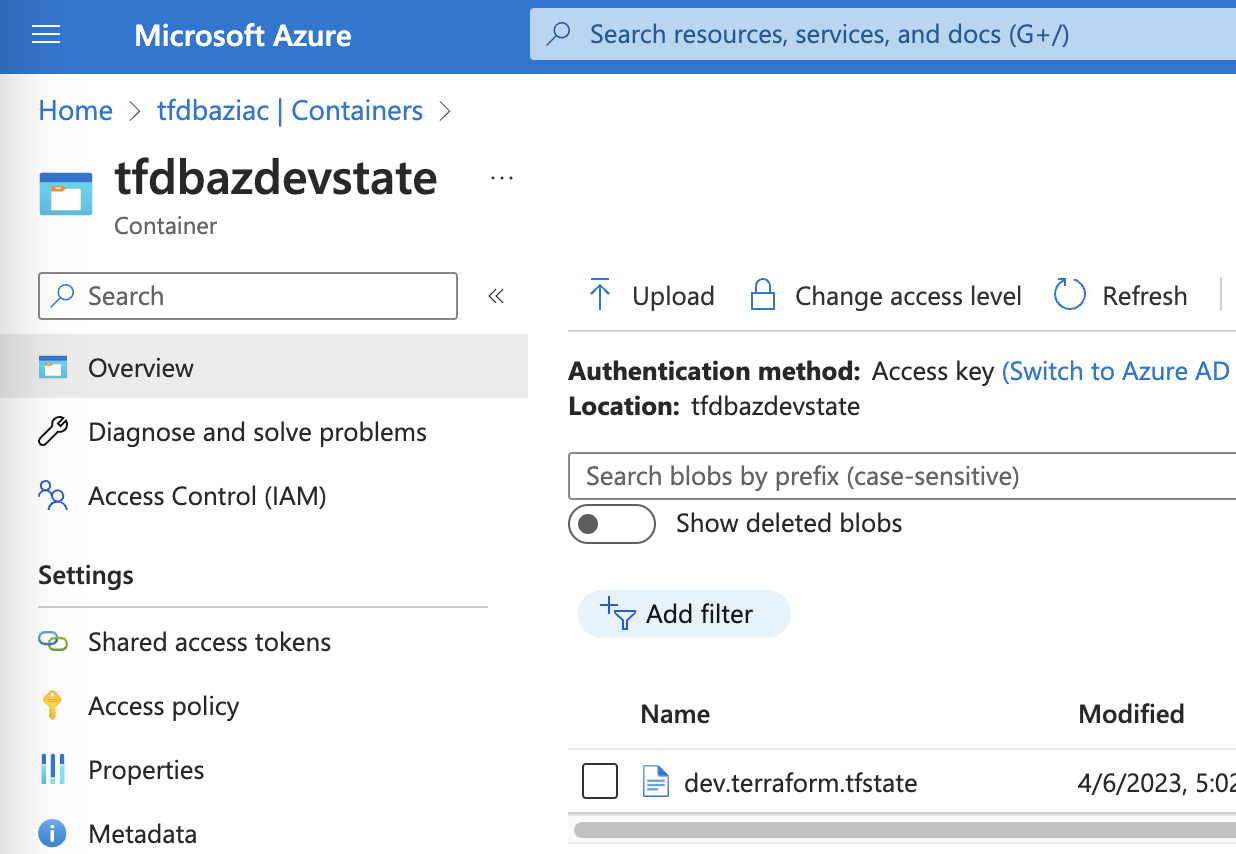 Microsoft Azure
Search resources, services, and docs (G+/)
Home > tfdbaziac | Containers >
tfdbazdevstate ...
Container
Search «
Overview
Diagnose and solve problems
Access Control (IAM)
Settings
Shared access tokens
Access policy
Properties
Metadata
Upload Change access level Refresh
Authentication method: Access key (Switch to Azure AD
Location: tfdbazdevstate
Search blobs by prefix (case-sensitive)
Show deleted blobs
Add filter
Name Modified
dev.terraform.tfstate 4/6/2023, 5:02